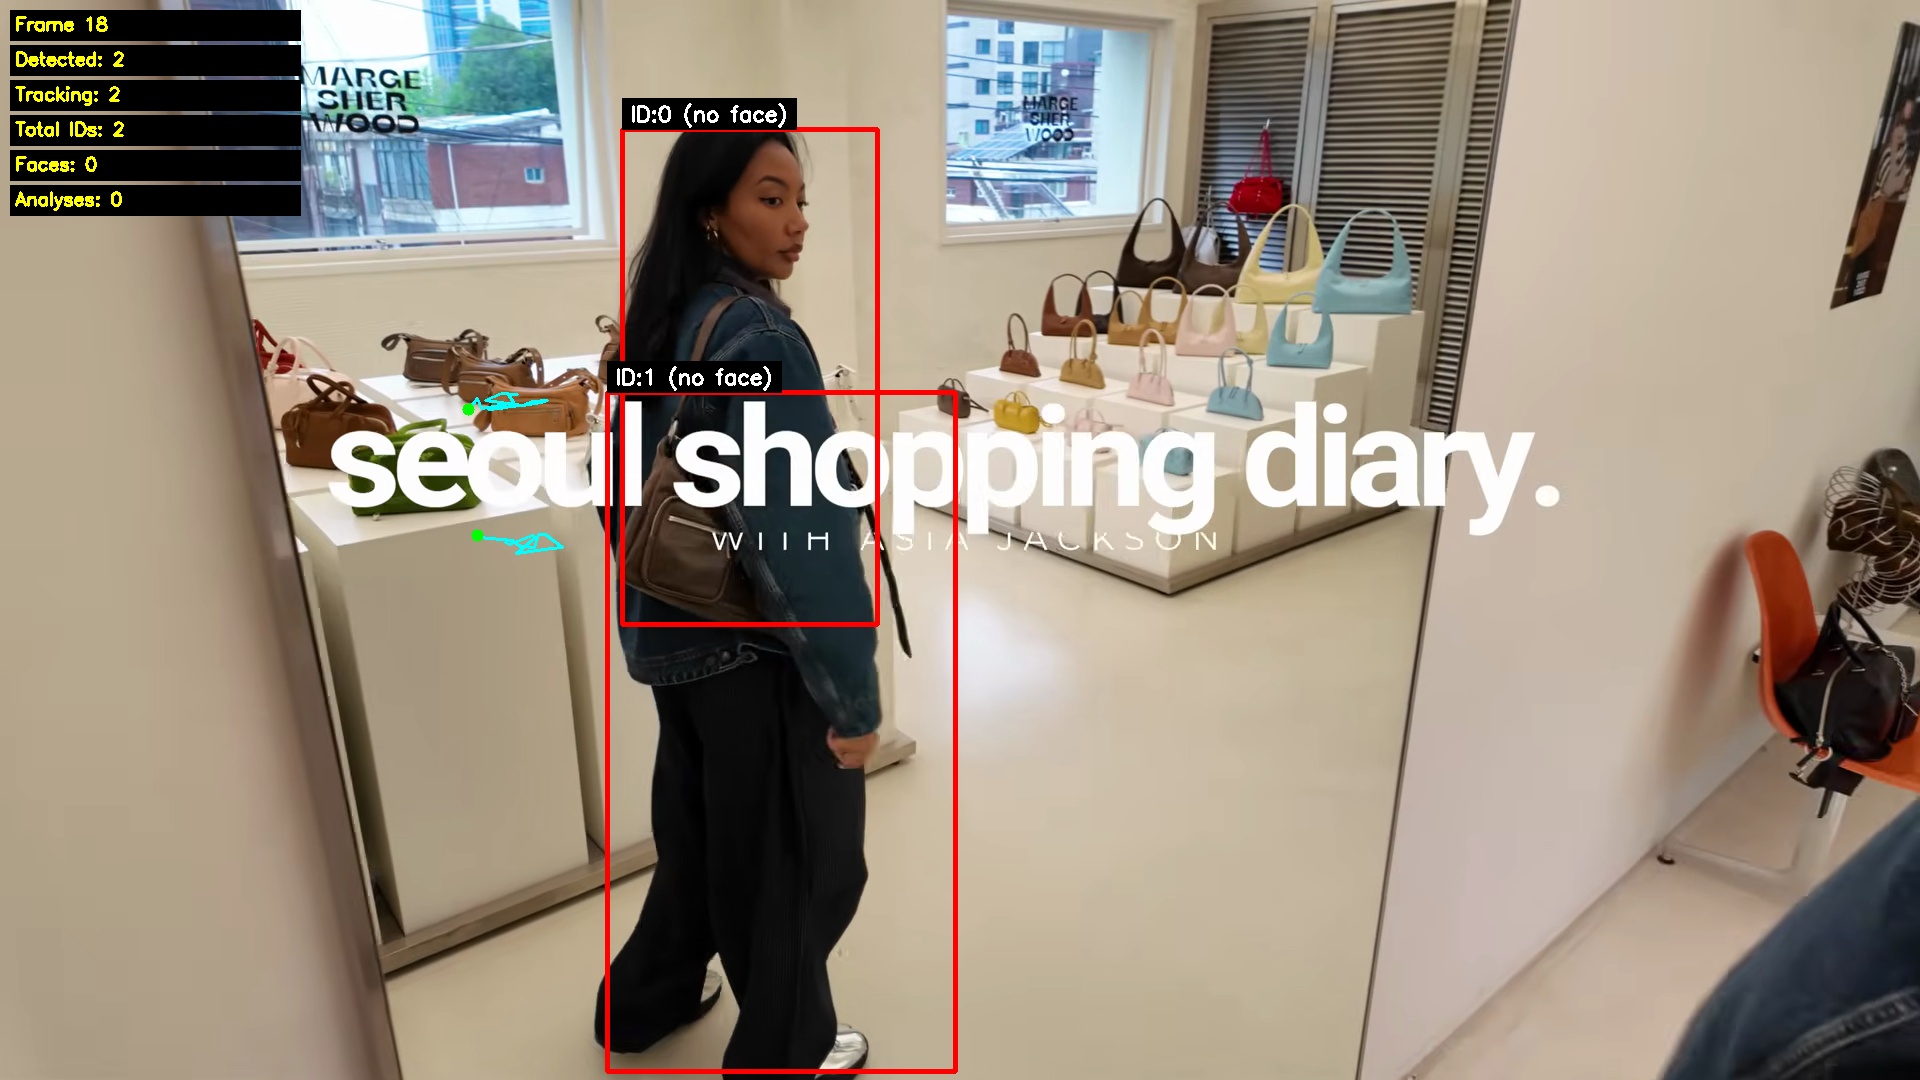 Frame 18
Detected: 2
Tracking: 2
Total IDs: 2
Faces: 0
Analyses: 0
MARGE
SHER
WOOD
MARGE
SHER
WOOD
ID:0 (no face)
ID:1 (no face)
seoul shopping diary.
WITH ASIA JACKSON